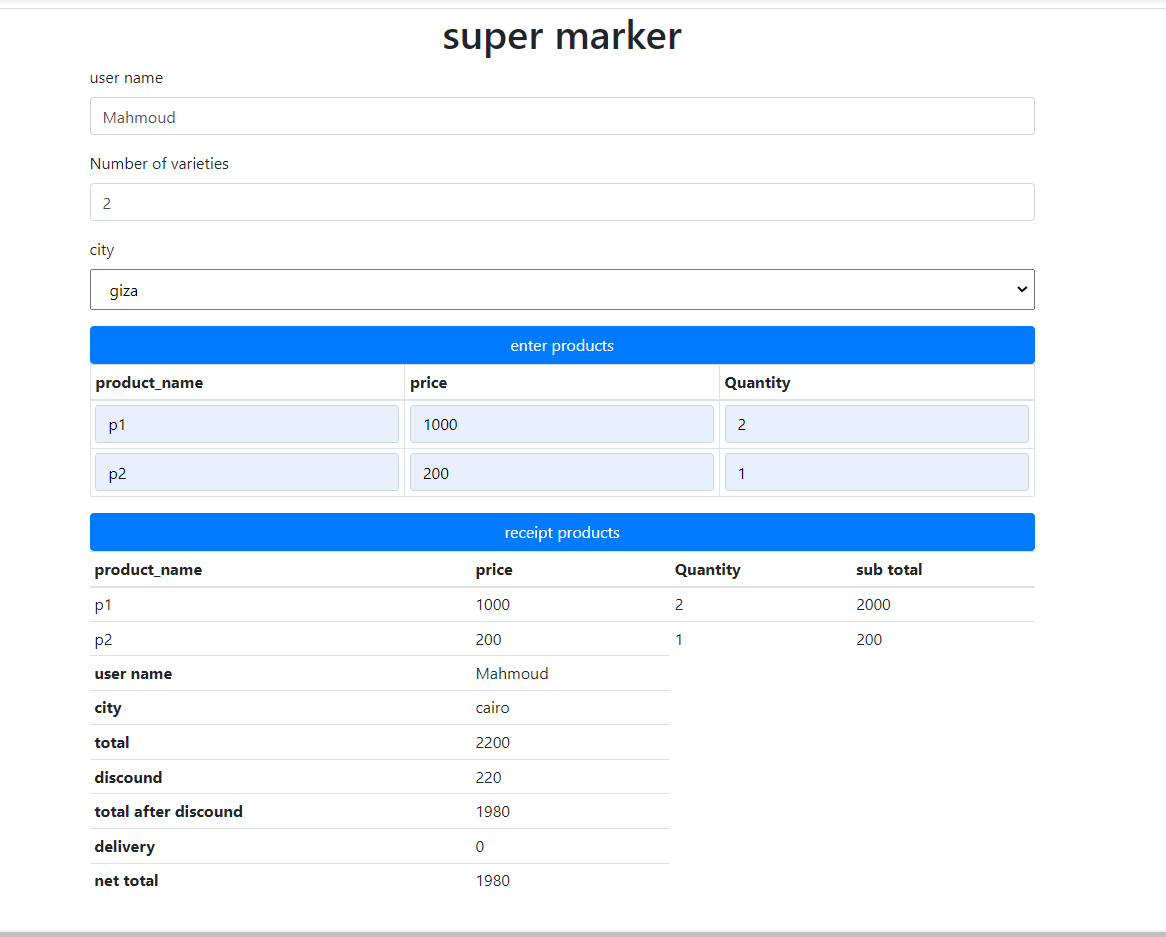 super marker
user name
Mahmoud
Number of varieties
2
city
giza
enter products
product_name price Quantity
p1 1000 2
p2 200 1
receipt products
product_name price Quantity sub total
p1 1000 2 2000
p2 200 1 200
user name Mahmoud
city cairo
total 2200
discound 220
total after discound 1980
delivery 0
net total 1980